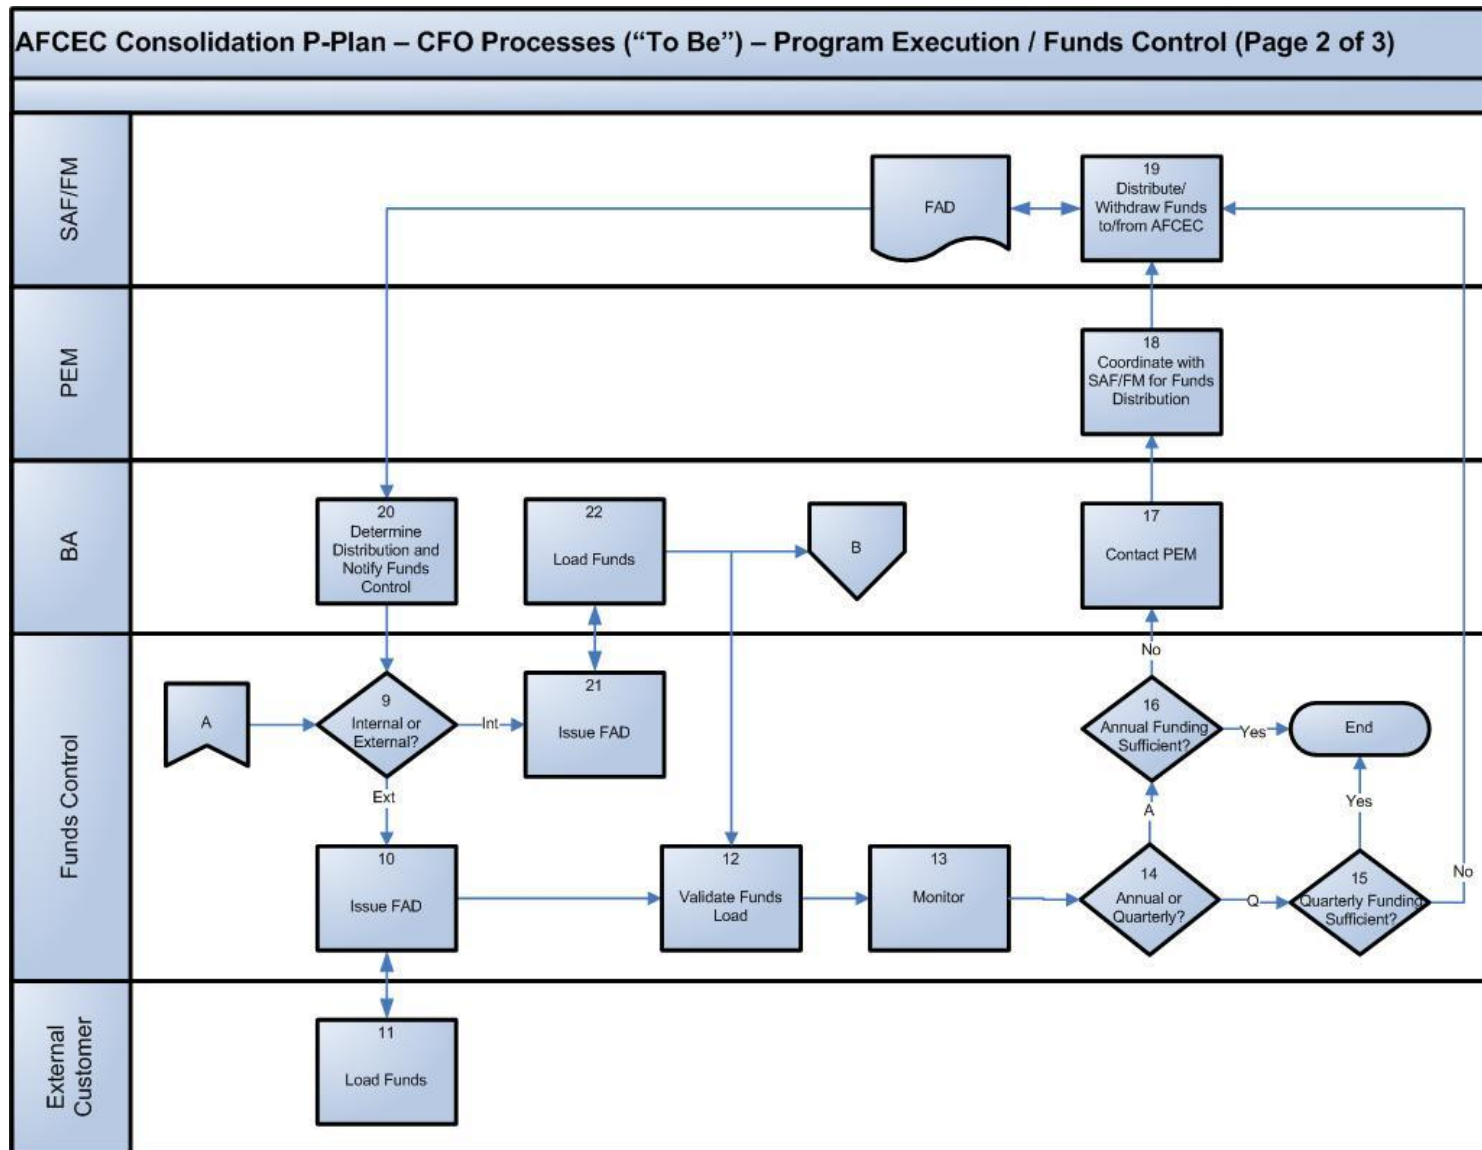 AFCEC Consolidation P-Plan – CFO Processes (“To Be”) – Program Execution / Funds Control (Page 2 of 3)
SAF/FM
FAD
19
Distribute/
Withdraw Funds
to/from AFCEC
PEM
18
Coordinate with
SAF/FM for Funds
Distribution
BA
20
Determine
Distribution and
Notify Funds
Control
22
Load Funds
B
17
Contact PEM
Funds Control
A
9
Internal or
External?
Int
21
Issue FAD
No
16
Annual Funding
Sufficient?
Yes
End
Ext
A
Yes
10
Issue FAD
12
Validate Funds
Load
13
Monitor
14
Annual or
Quarterly?
Q
15
Quarterly Funding
Sufficient?
No
External
Customer
11
Load Funds